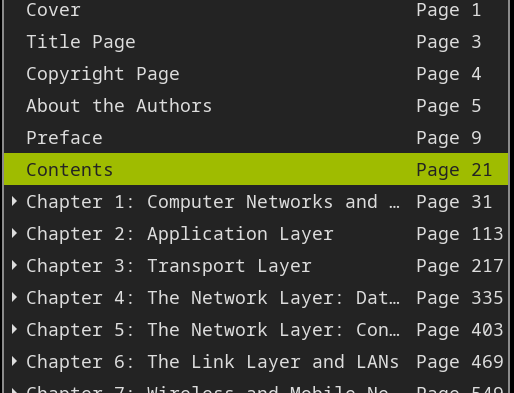 Cover Page 1
Title Page Page 3
Copyright Page Page 4
About the Authors Page 5
Preface Page 9
Contents Page 21
Chapter 1: Computer Networks and … Page 31
Chapter 2: Application Layer Page 113
Chapter 3: Transport Layer Page 217
Chapter 4: The Network Layer: Dat… Page 335
Chapter 5: The Network Layer: Con… Page 403
Chapter 6: The Link Layer and LANs Page 469
Chapter 7: Wireless and Mobile Ne… Page 549